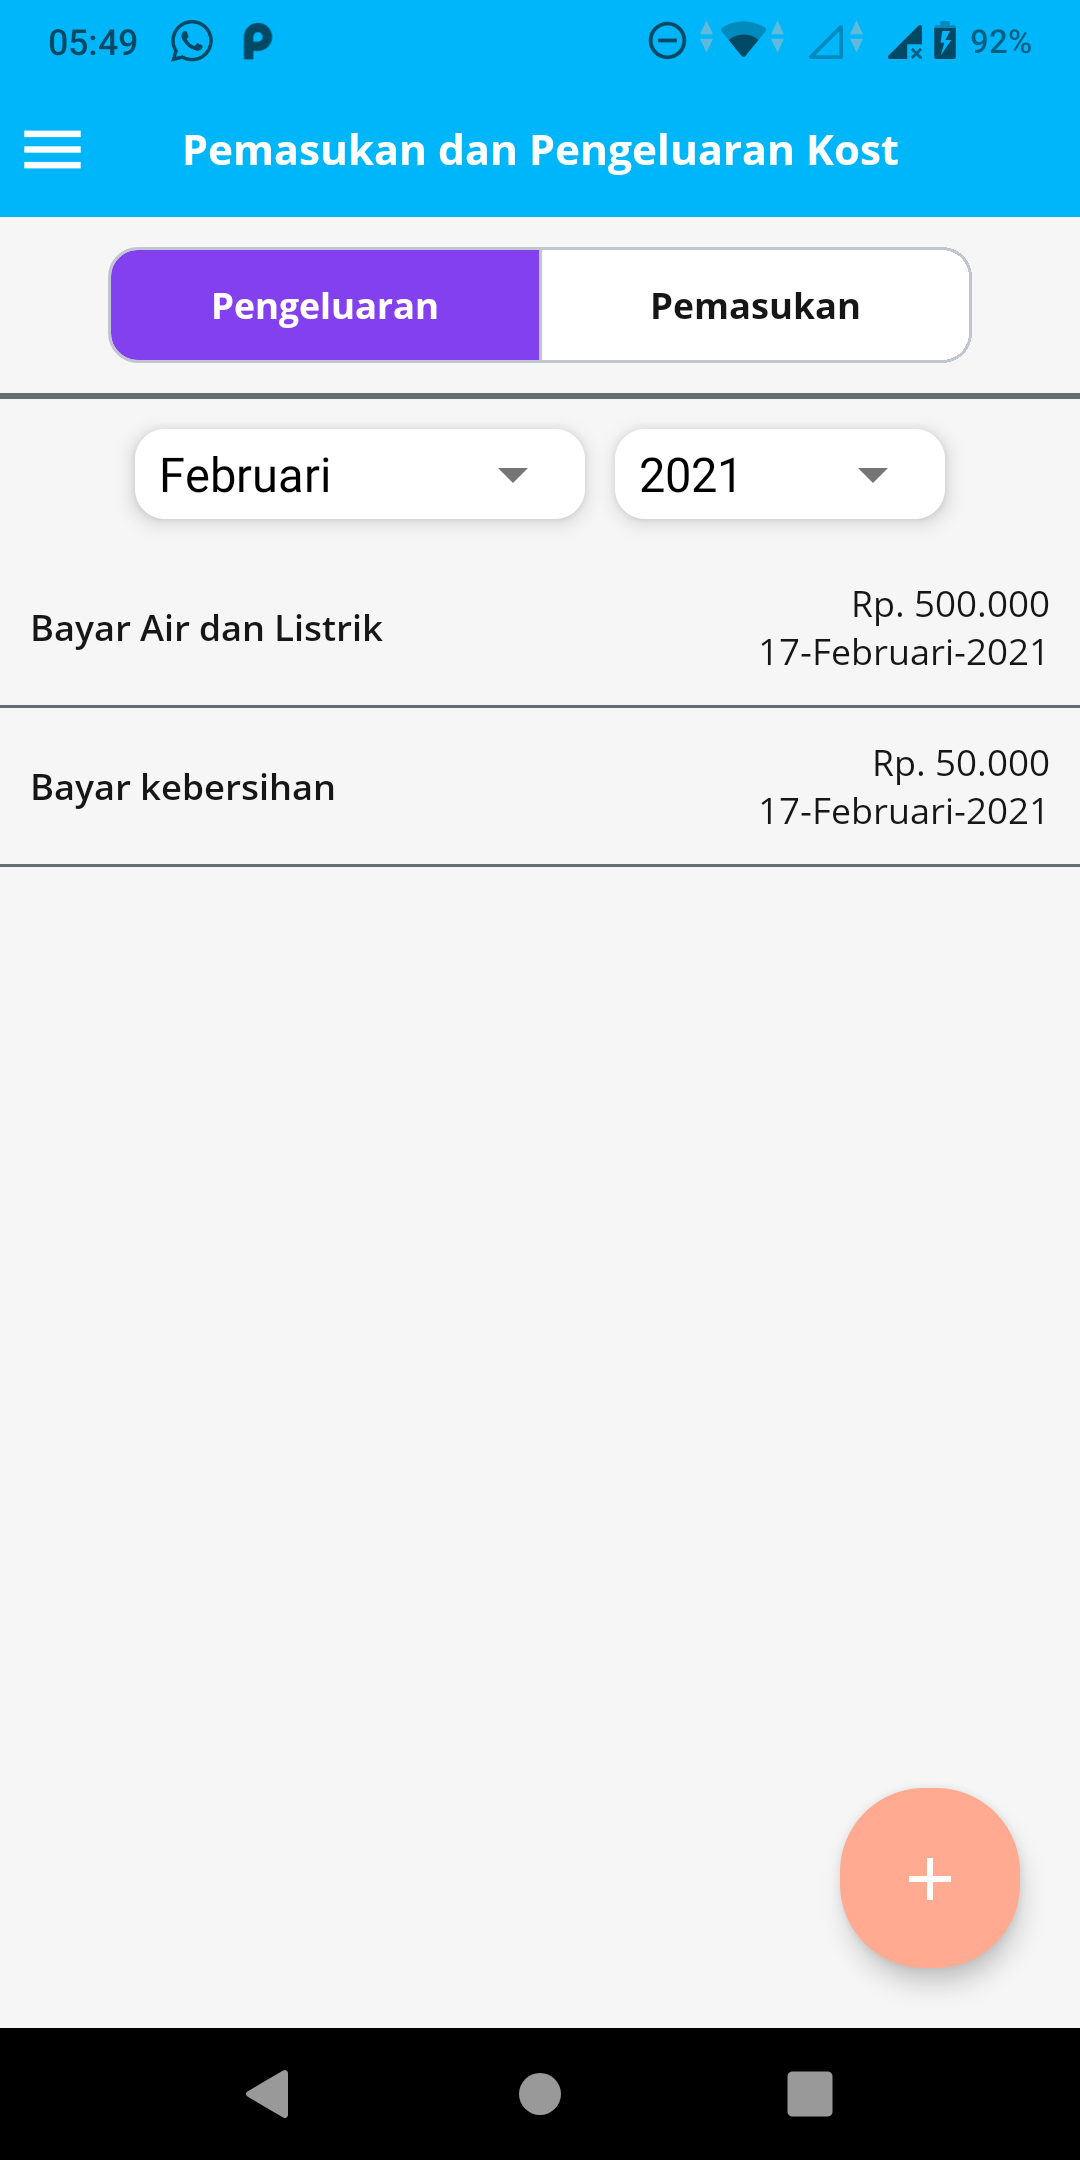 05:49
92%
Pemasukan dan Pengeluaran Kost
Pengeluaran
Pemasukan
Februari
2021
Bayar Air dan Listrik
Rp. 500.000
17-Februari-2021
Bayar kebersihan
Rp. 50.000
17-Februari-2021